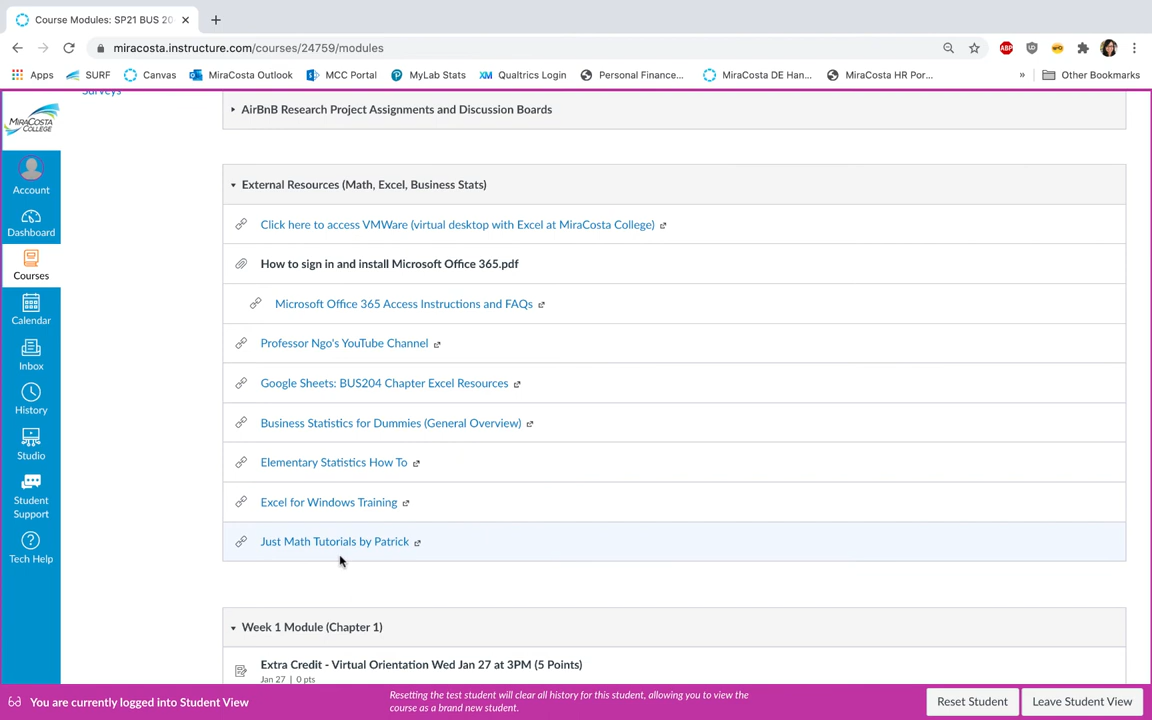 Course Modules: SP21 BUS 20
miracosta.instructure.com/courses/24759/modules
ABP
Apps
SURF
Canvas
MiraCosta Outlook
MCC Portal
MyLab Stats
XM Qualtrics Login
Personal Finance...
MiraCosta DE Han...
MiraCosta HR Por...
»
Other Bookmarks
Surveys
MIRACOSTA
COLLEGE
Account
Dashboard
Courses
Calendar
Inbox
History
Studio
Student
Support
Tech Help
AirBnB Research Project Assignments and Discussion Boards
External Resources (Math, Excel, Business Stats)
Click here to access VMWare (virtual desktop with Excel at MiraCosta College)
How to sign in and install Microsoft Office 365.pdf
Microsoft Office 365 Access Instructions and FAQs
Professor Ngo's YouTube Channel
Google Sheets: BUS204 Chapter Excel Resources
Business Statistics for Dummies (General Overview)
Elementary Statistics How To
Excel for Windows Training
Just Math Tutorials by Patrick
Week 1 Module (Chapter 1)
Extra Credit - Virtual Orientation Wed Jan 27 at 3PM (5 Points)
Jan 27 | 0 pts
You are currently logged into Student View
Resetting the test student will clear all history for this student, allowing you to view the
course as a brand new student.
Reset Student
Leave Student View